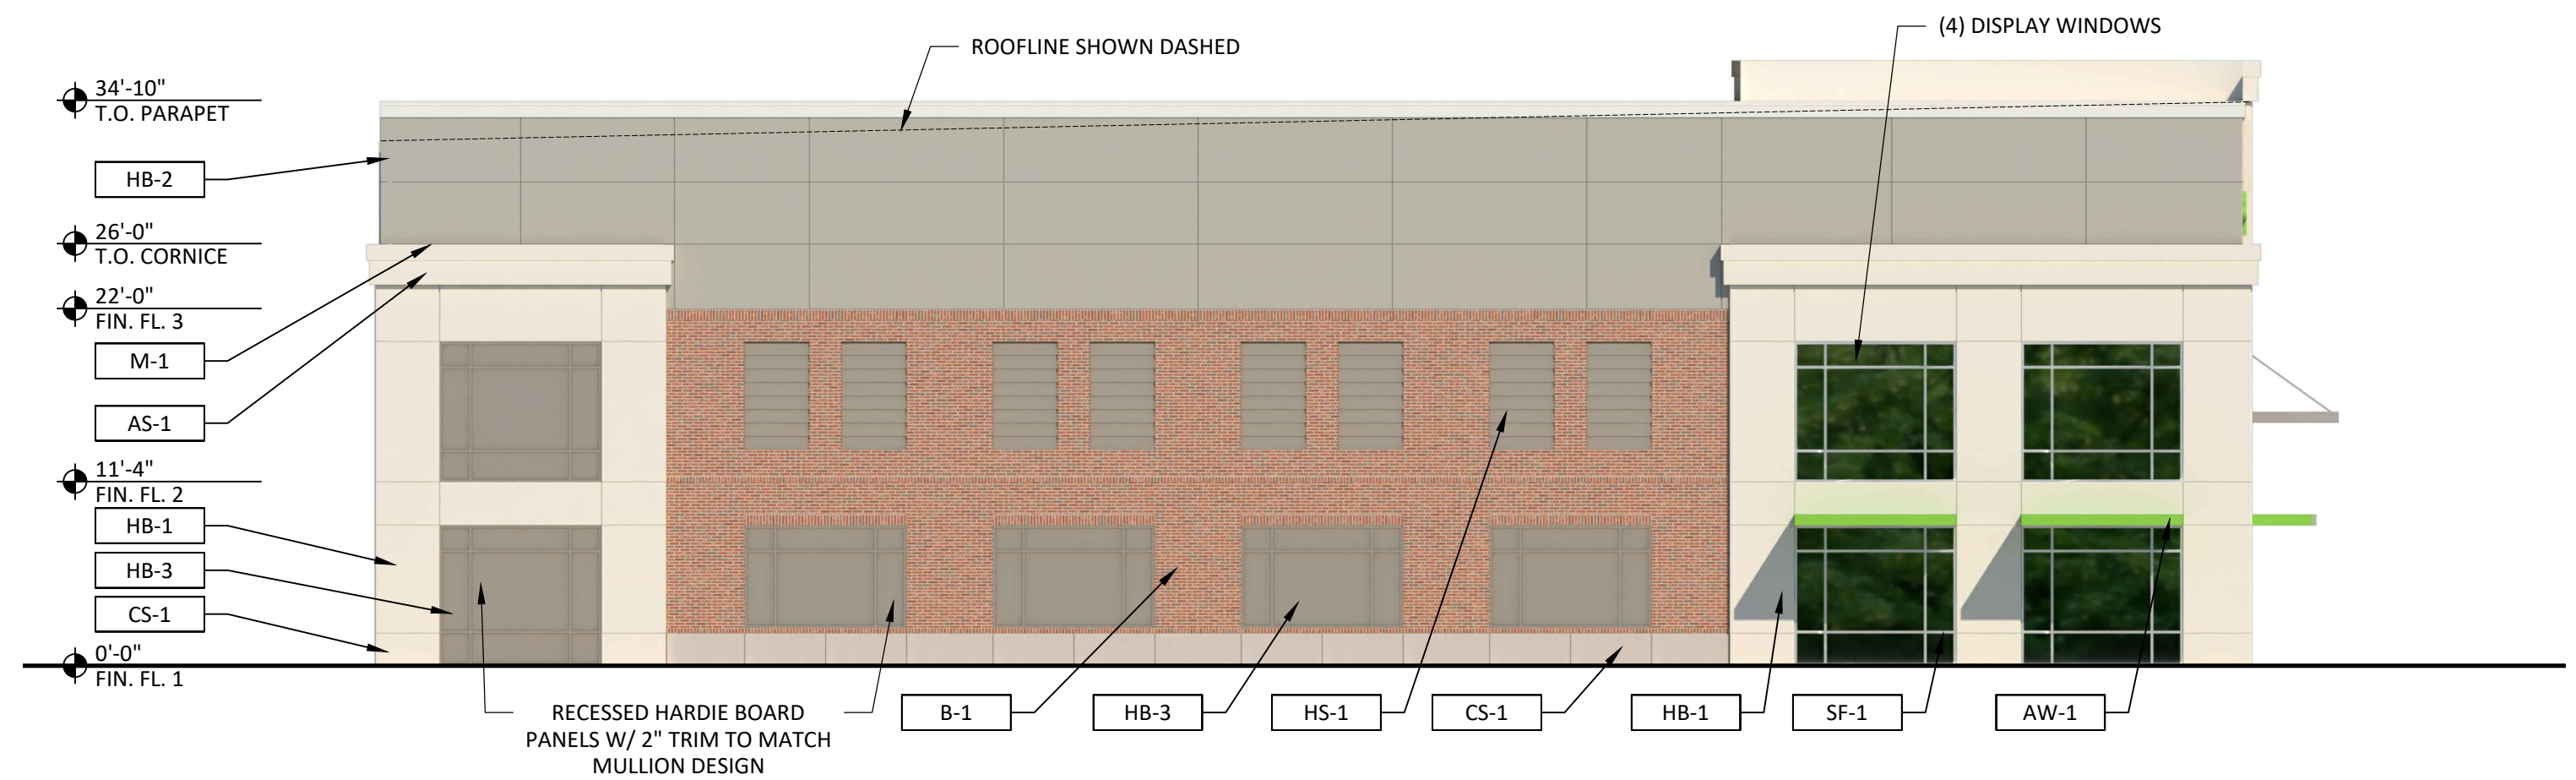 (4) DISPLAY WINDOWS
ROOFLINE SHOWN DASHED
34'-10"
T.O. PARAPET
HB-2
26'-0"
T.O. CORNICE
22'-0"
FIN. FL. 3
M-1
AS-1
11'-4"
FIN. FL. 2
HB-1
HB-3
CS-1
0'-0"
FIN. FL. 1
RECESSED HARDIE BOARD
PANELS W/ 2" TRIM TO MATCH
MULLION DESIGN
B-1
HB-3
HS-1
CS-1
HB-1
SF-1
AW-1